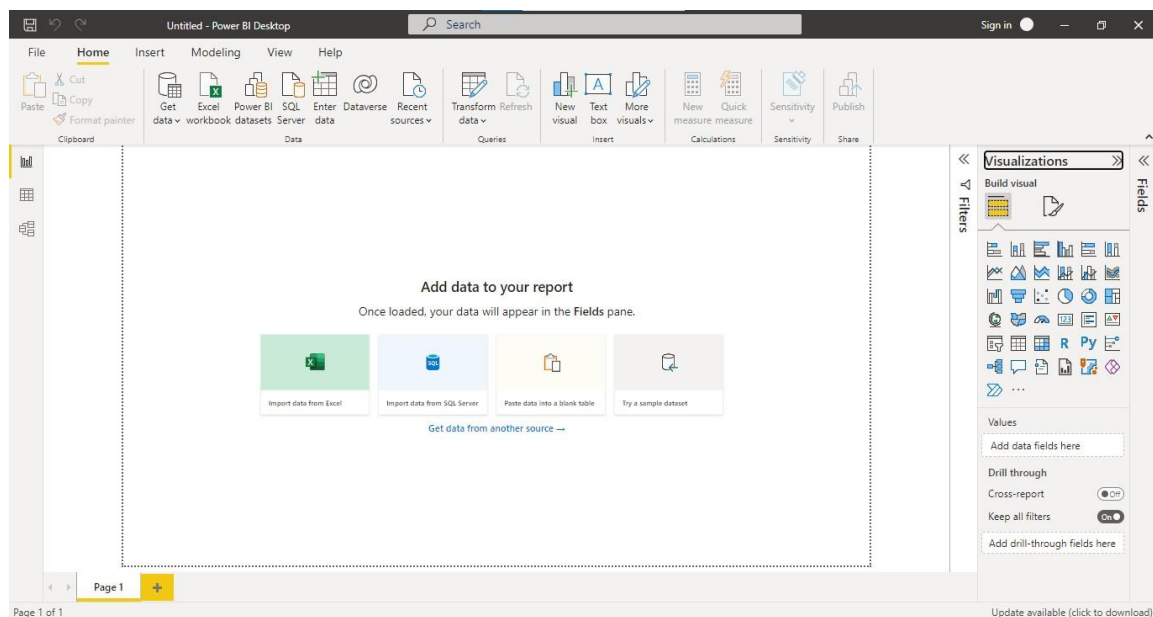 Untitled - Power BI Desktop
Search
Sign in
File Home Insert Modeling View Help
Paste
Cut
Copy
Format painter
Clipboard
Get data
Excel workbook
Power BI datasets
SQL Server
Enter data
Dataverse
Recent sources
Data
Transform data
Refresh
Queries
New visual
Text box
More visuals
Insert
New measure
Quick measure
Calculations
Sensitivity
Sensitivity
Publish
Share
Add data to your report
Once loaded, your data will appear in the Fields pane.
Import data from Excel
SQL
Import data from SQL Server
Paste data into a blank table
Try a sample dataset
Get data from another source →
Filters
Visualizations
Build visual
123
R Py
...
Values
Add data fields here
Drill through
Cross-report
Off
Keep all filters
On
Add drill-through fields here
Fields
Page 1
Page 1 of 1
Update available (click to download)